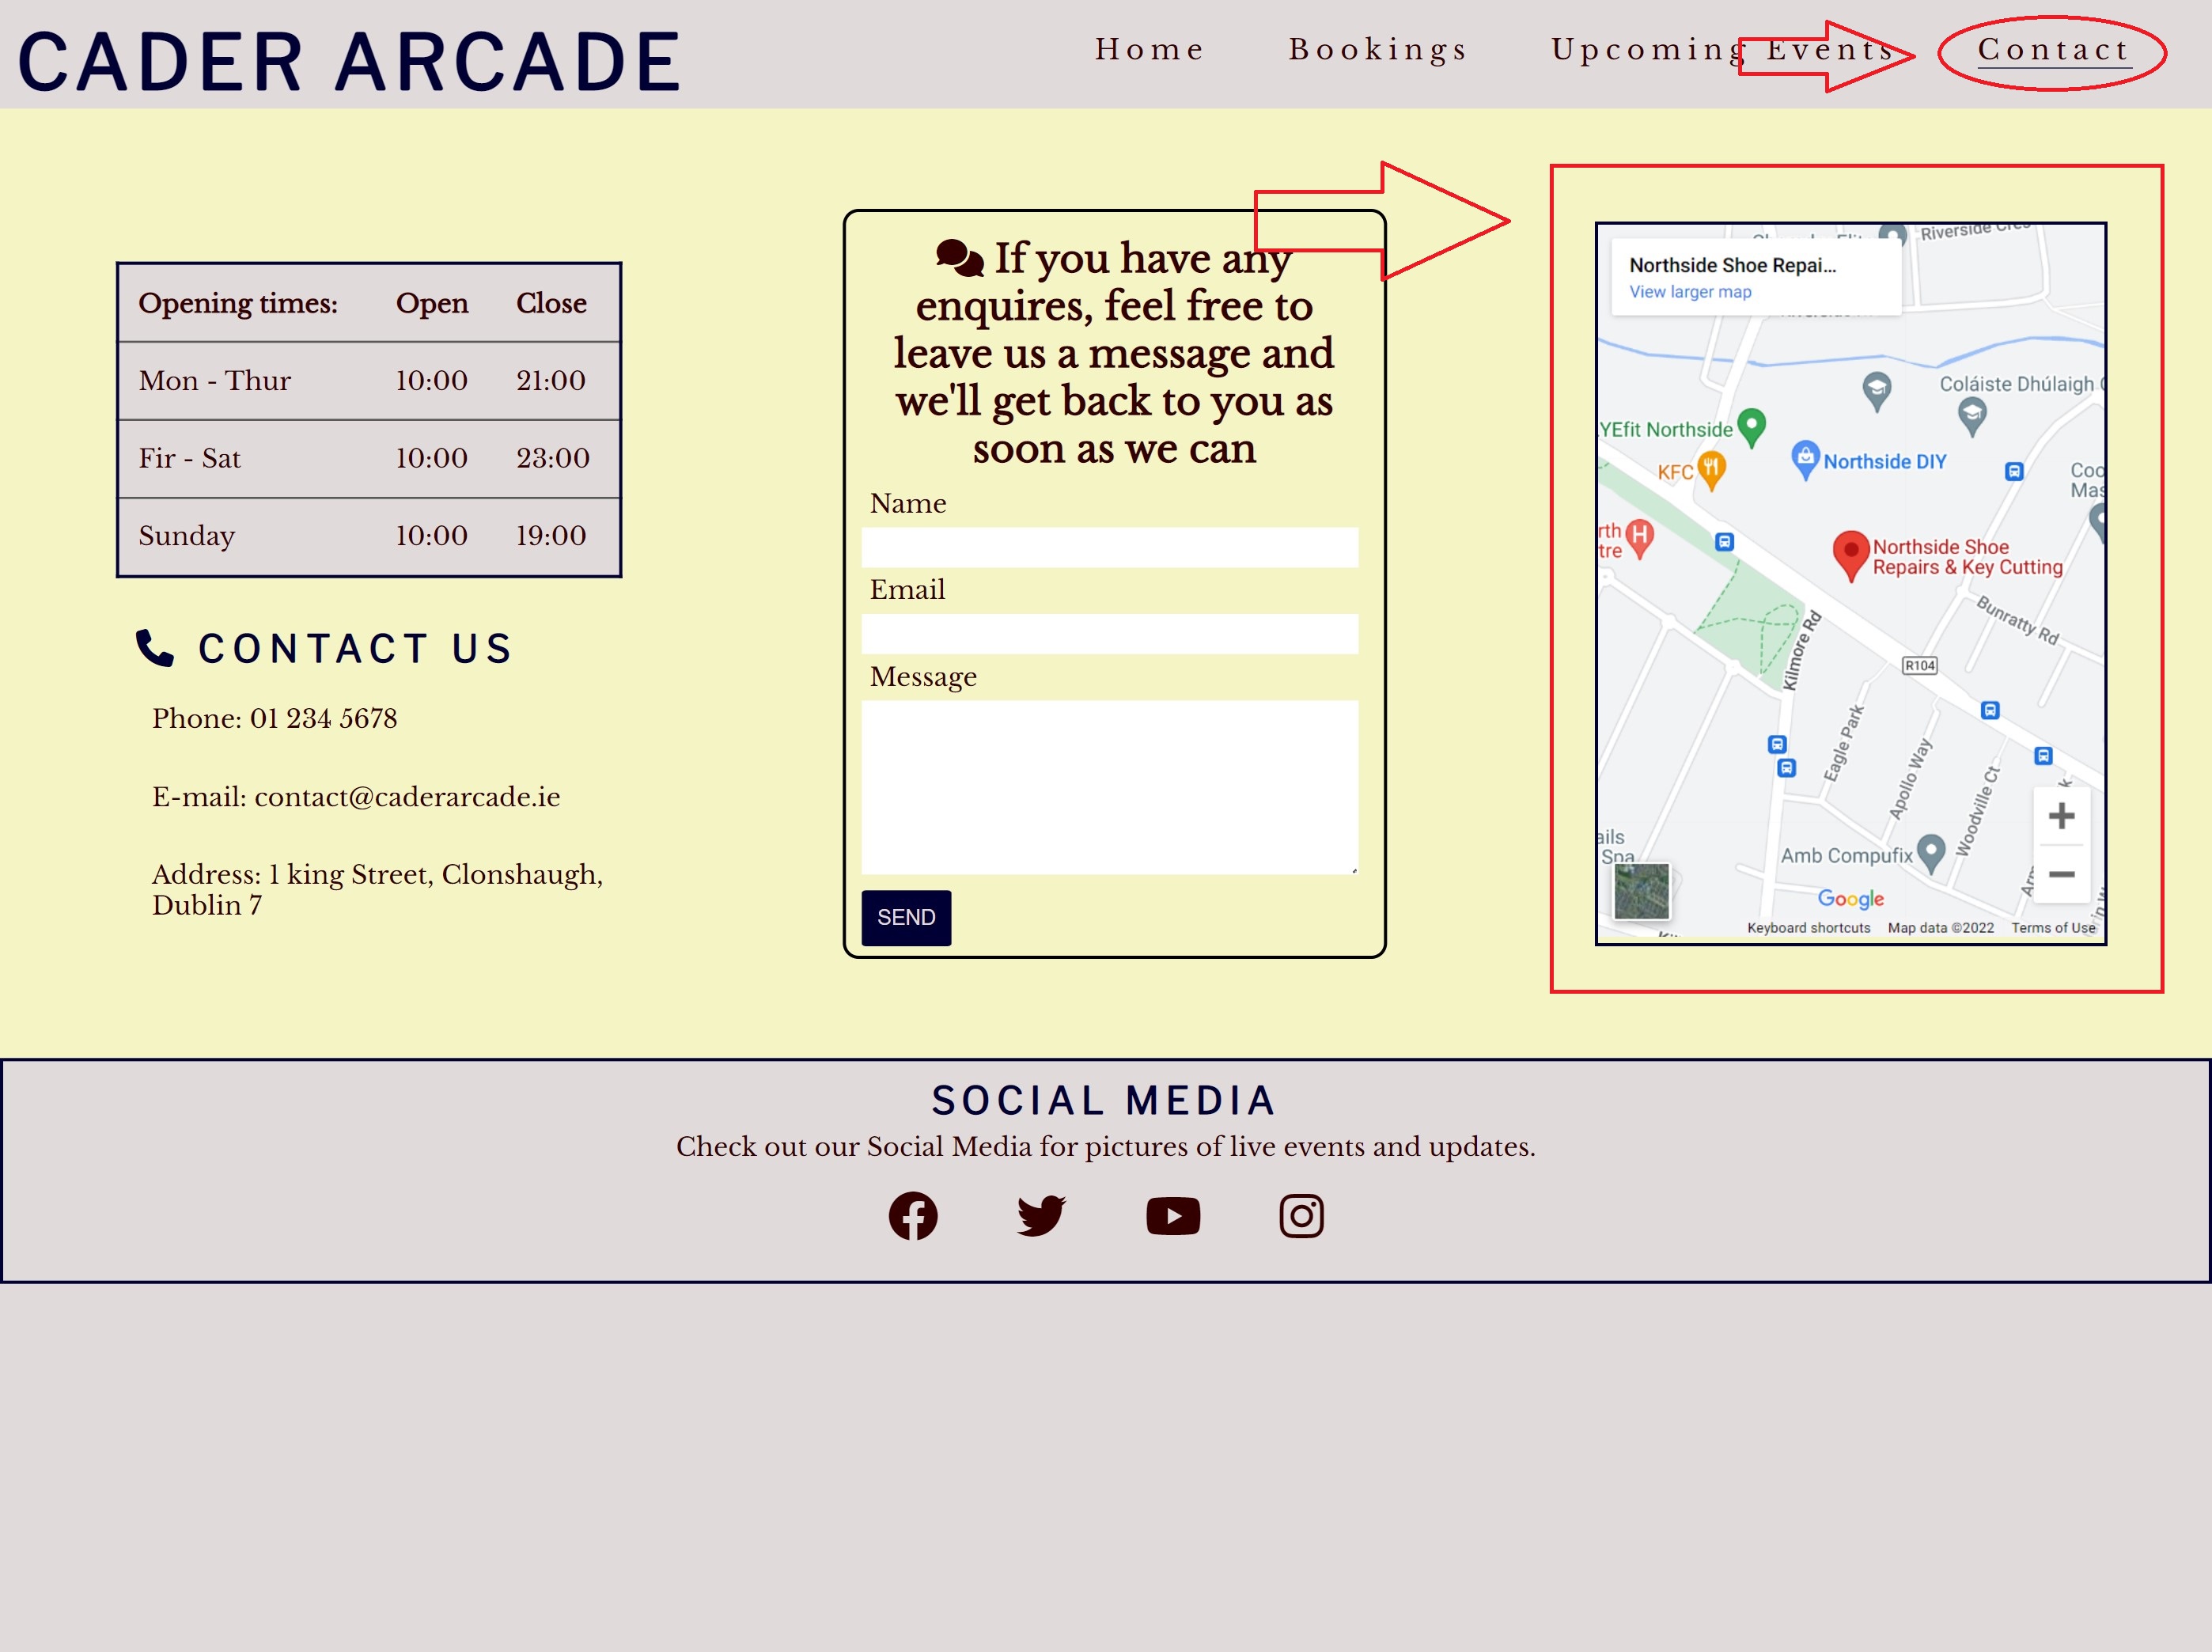 CADER ARCADE
Home Bookings Upcoming Events Contact
Opening times: Open Close
Mon - Thur 10:00 21:00
Fir - Sat 10:00 23:00
Sunday 10:00 19:00
CONTACT US
Phone: 01 234 5678
E-mail: contact@caderarcade.ie
Address: 1 king Street, Clonshaugh,
Dublin 7
If you have any
enquires, feel free to
leave us a message and
we'll get back to you as
soon as we can
Name
Email
Message
SEND
Riverside Cres
Northside Shoe Repai...
View larger map
Coláiste Dhúlaigh
YEfit Northside
KFC
Northside DIY
Coo
Mas
rth
tre
H
Northside Shoe
Repairs & Key Cutting
Bunratty Rd
Kilmore Rd
R104
Eagle Park
Apollo Way
Woodville Ct
ails
Spa
Amb Compufix
Google
Keyboard shortcuts Map data ©2022 Terms of Use
SOCIAL MEDIA
Check out our Social Media for pictures of live events and updates.